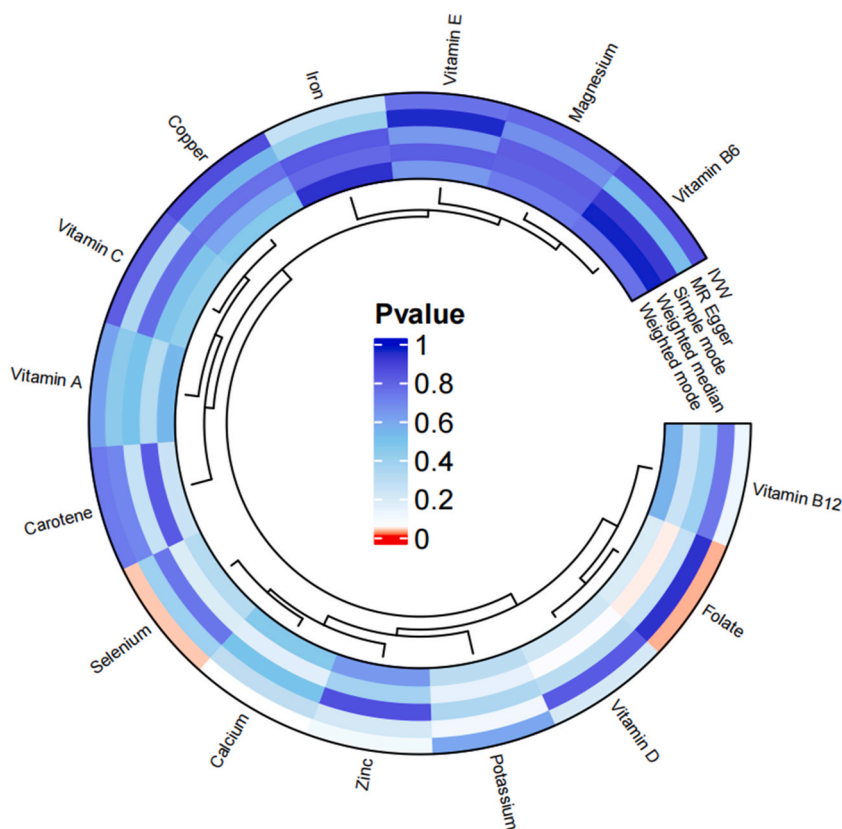 Vitamin E
Magnesium
Iron
Copper
Vitamin B6
Vitamin C
IVW
MR Egger
Simple mode
Weighted median
Weighted mode
Pvalue
1
0.8
0.6
0.4
0.2
0
Vitamin A
Carotene
Vitamin B12
Selenium
Folate
Calcium
Vitamin D
Zinc
Potassium